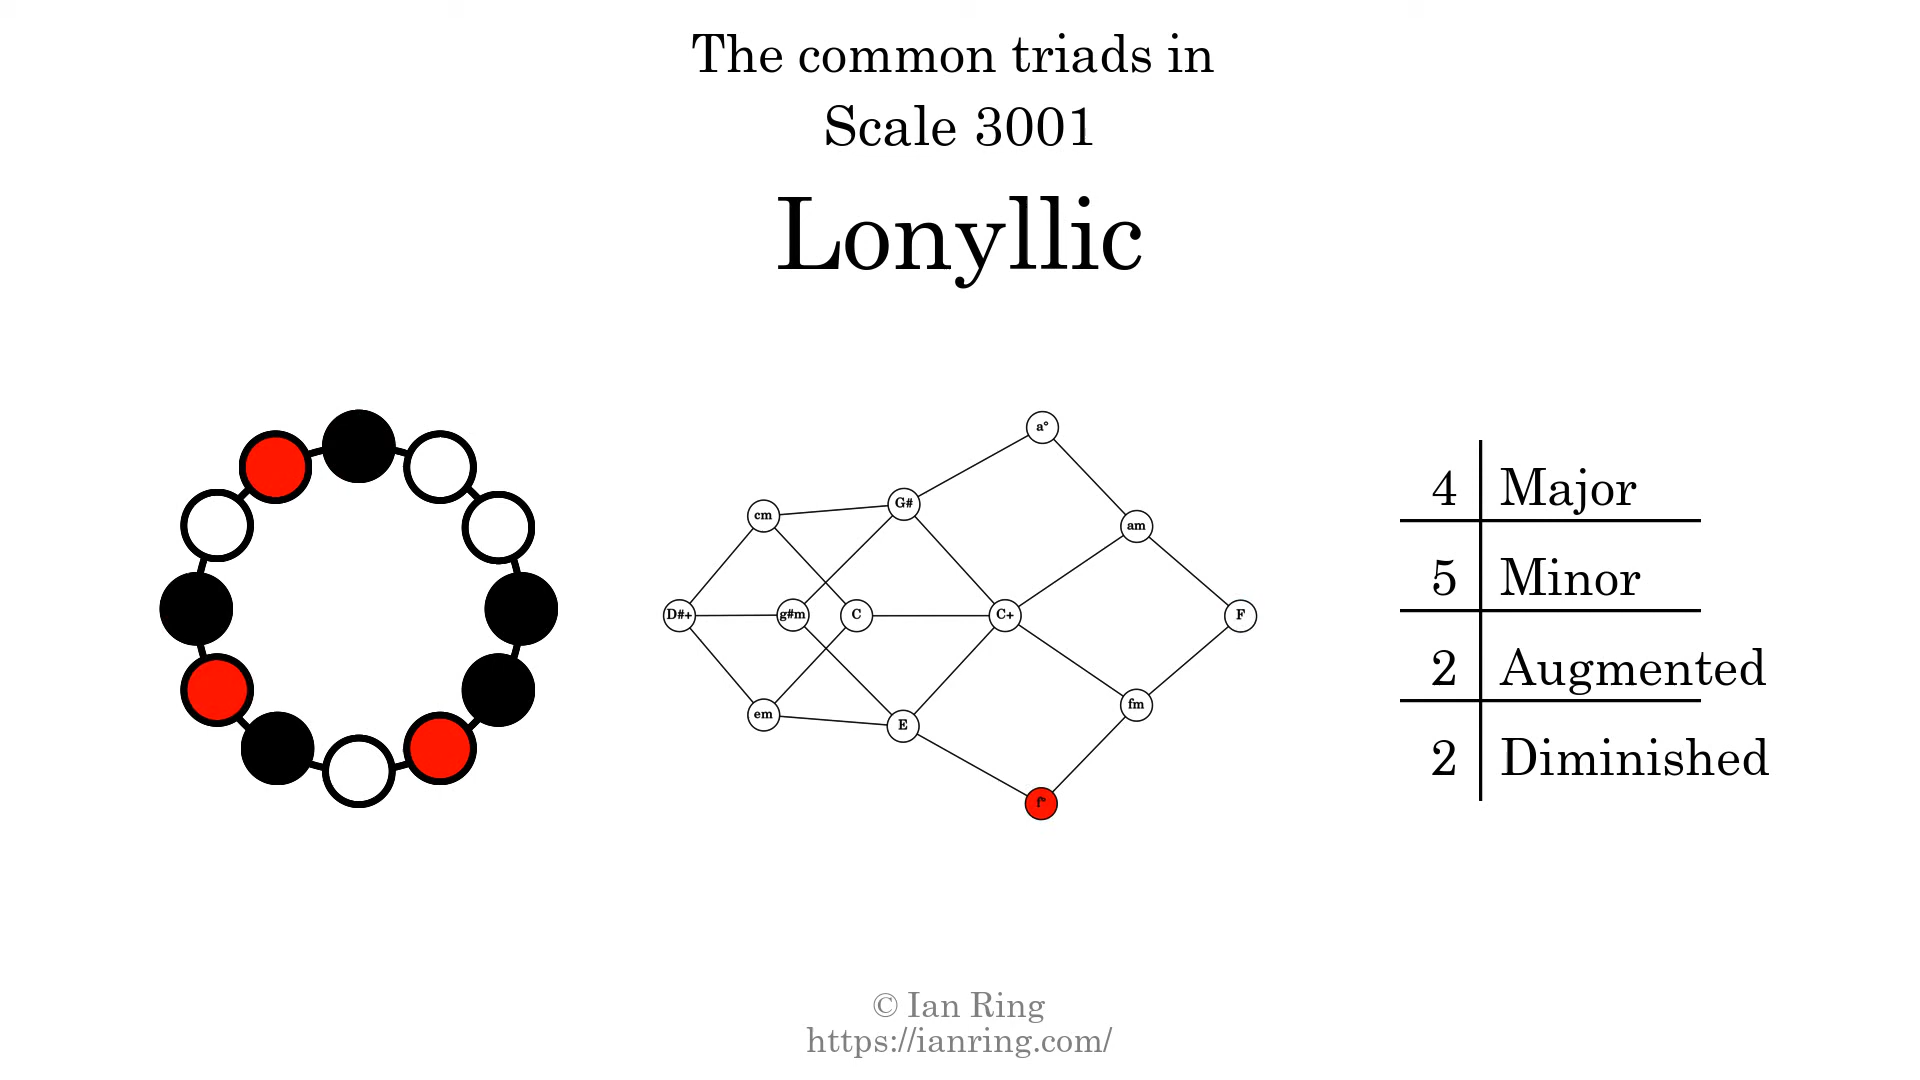 The common triads in
Scale 3001
Lonyllic
a°
G#
cm
am
D#+
g#m
C
C+
F
em
E
fm
f°
4 Major
5 Minor
2 Augmented
2 Diminished
© Ian Ring
https://ianring.com/